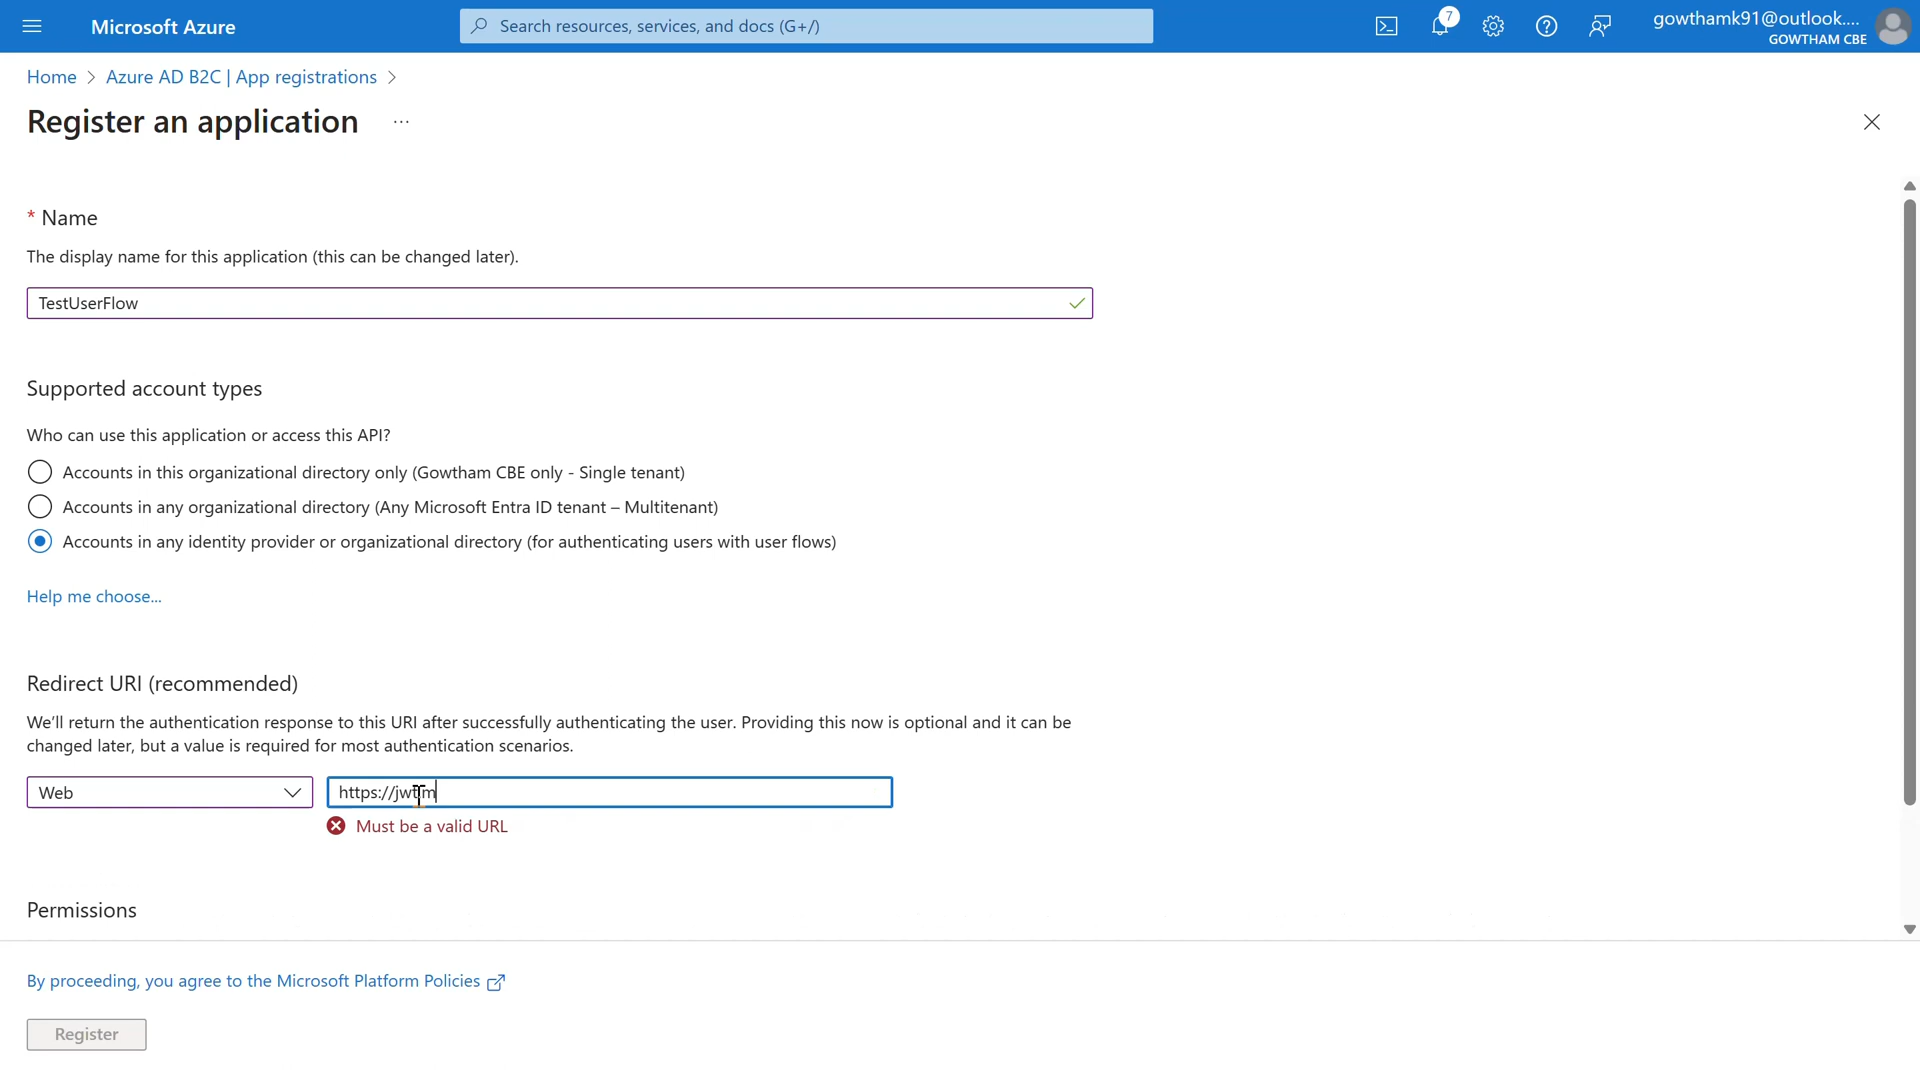 Microsoft Azure
Search resources, services, and docs (G+/)
7
gowthamk91@outlook....
GOWTHAM CBE
Home > Azure AD B2C | App registrations >
Register an application ...
* Name
The display name for this application (this can be changed later).
TestUserFlow
Supported account types
Who can use this application or access this API?
Accounts in this organizational directory only (Gowtham CBE only - Single tenant)
Accounts in any organizational directory (Any Microsoft Entra ID tenant – Multitenant)
Accounts in any identity provider or organizational directory (for authenticating users with user flows)
Help me choose...
Redirect URI (recommended)
We'll return the authentication response to this URI after successfully authenticating the user. Providing this now is optional and it can be
changed later, but a value is required for most authentication scenarios.
Web
Must be a valid URL
Permissions
By proceeding, you agree to the Microsoft Platform Policies
Register